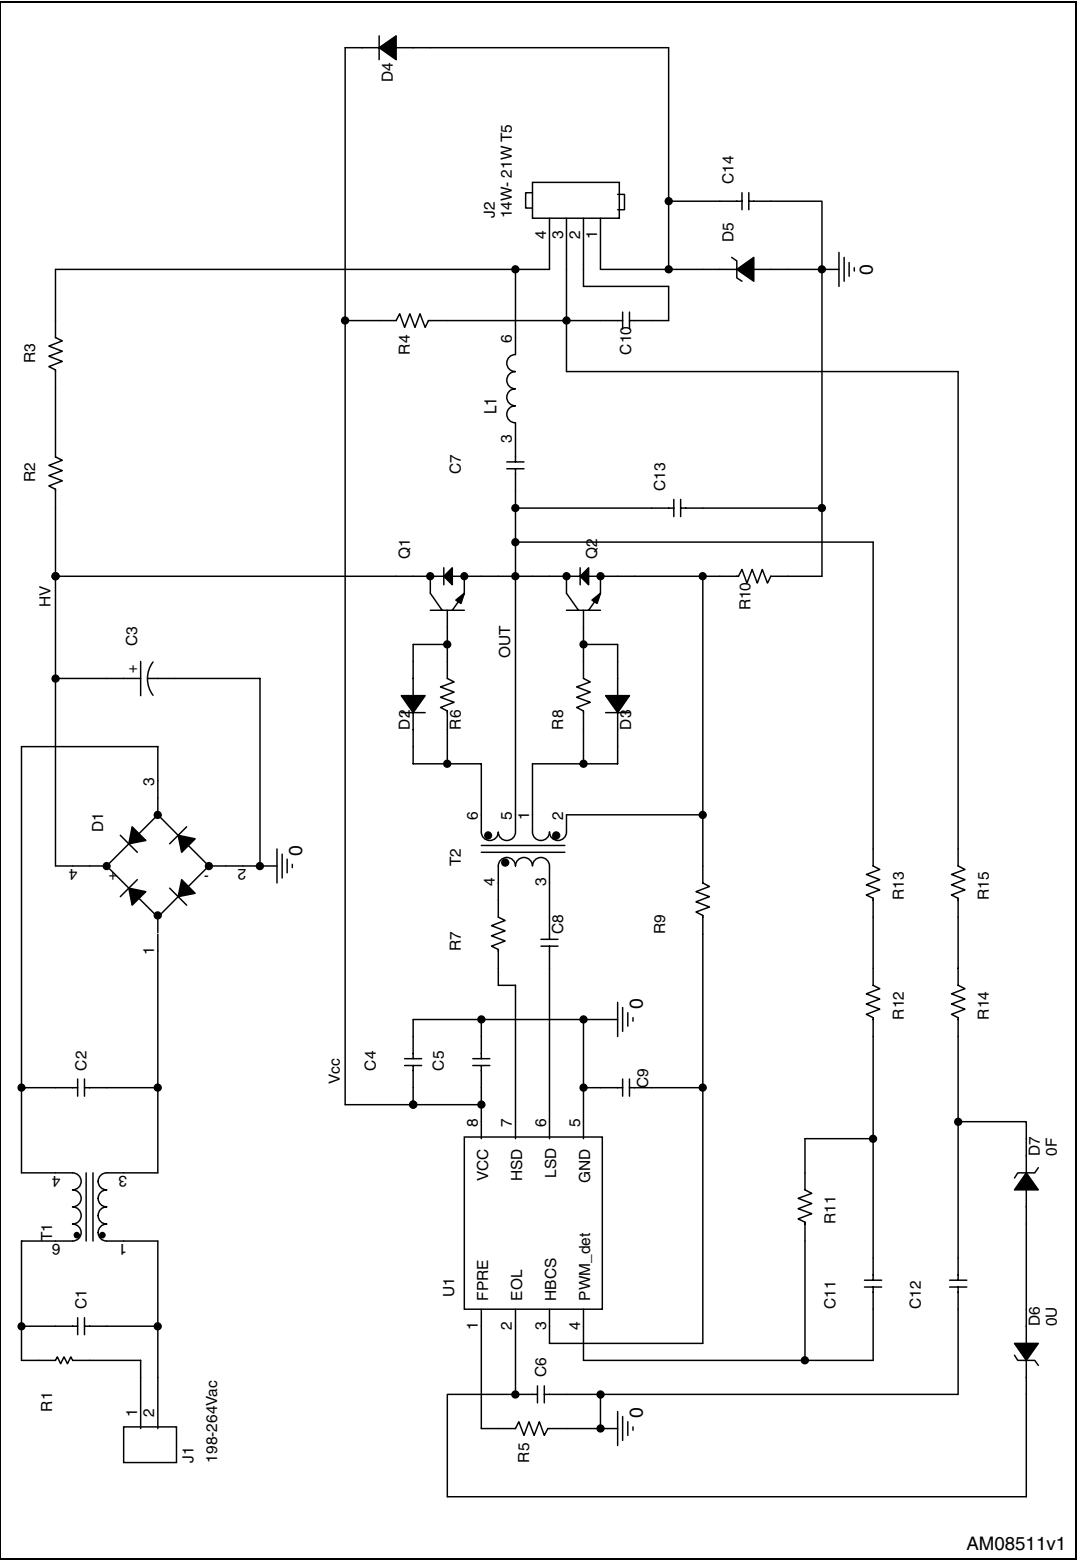 D4
J2
14W- 21W T5
4
3
2
1
C14
D5
0
R3
R4
C10
6
L1
3
R2
C7
C13
HV
Q1
Q2
R10
C3
+
OUT
D2
R6
R8
D3
3
D1
4
+
-
2
0
1
6
5
1
2
T2
4
3
R7
C8
R9
R13
R15
R12
R14
C2
Vcc
C4
C5
0
C9
8
7
6
5
VCC
HSD
LSD
GND
U1
FPRE
EOL
HBCS
PWM_det
1
2
3
4
T1
4
3
6
1
C1
R1
1
2
J1
198-264Vac
R5
C6
0
R11
C11
C12
D7
0F
D6
0U
AM08511v1